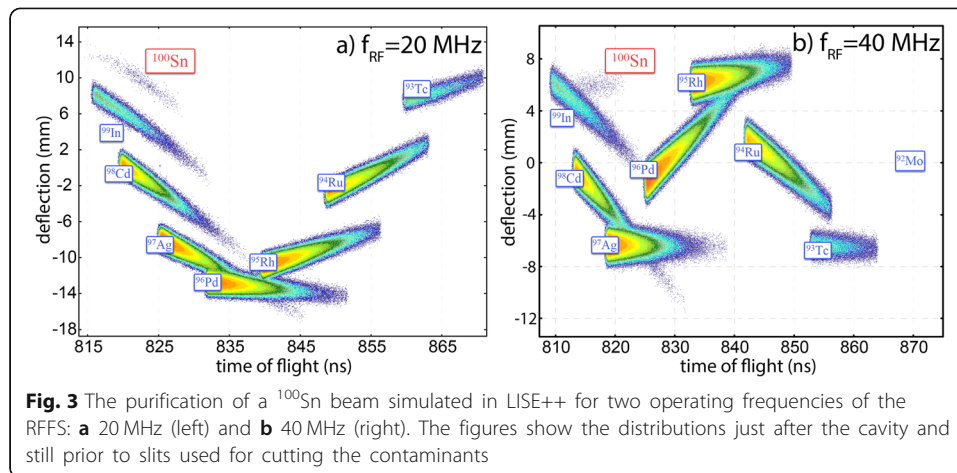 a) f_RF=20 MHz
14
10
6
2
-2
-6
-10
-14
-18
deflection (mm)
¹⁰⁰Sn
⁹⁹In
⁹⁸Cd
⁹⁷Ag
⁹⁶Pd
⁹⁵Rh
⁹⁴Ru
⁹³Tc
815 825 835 845 855 865
time of flight (ns)
b) f_RF=40 MHz
8
4
0
-4
-8
-12
deflection (mm)
¹⁰⁰Sn
⁹⁹In
⁹⁸Cd
⁹⁷Ag
⁹⁶Pd
⁹⁵Rh
⁹⁴Ru
⁹³Tc
⁹²Mo
810 820 830 840 850 860 870
time of flight (ns)
Fig. 3 The purification of a ¹⁰⁰Sn beam simulated in LISE++ for two operating frequencies of the
RFFS: a 20 MHz (left) and b 40 MHz (right). The figures show the distributions just after the cavity and
still prior to slits used for cutting the contaminants